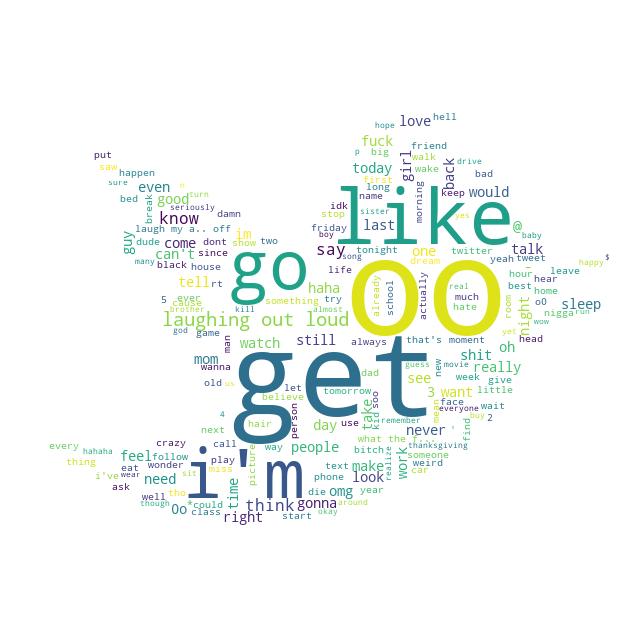 hope love hell
put p big fuck friend
saw happen today girl walk back drive
sure even n first long wake bad
bed break good turn name morning keep would
seriously know damn idk sister like yes @
laugh my a.. off stop last
guy dude come dont im show two friday boy say tonight one twitter yeah baby talk
many can't since go song dream - $ happy
black house life already school actually real oo hour hear leave
tell rt haha much best home
5 ever cause something try hate room oO sleep
brother kill almost night nigga run
laughing out loud wow
god game man still always yet head
watch that's moment oh
mom get dad guess new movie shit
wanna see week really
old us let tomorrow 3 want give little
believe kid soo take mean face wait
4 hair person day use remember everyone buy 2
next never ' find
every hahaha crazy call way people what the f... thanksgiving
thing feel follow picture bitch realize work someone
eat wonder play miss text make weird
i've wear need sit i'm phone look car
ask time die omg year
well tho think gonna around
though Oo *could class right start okay